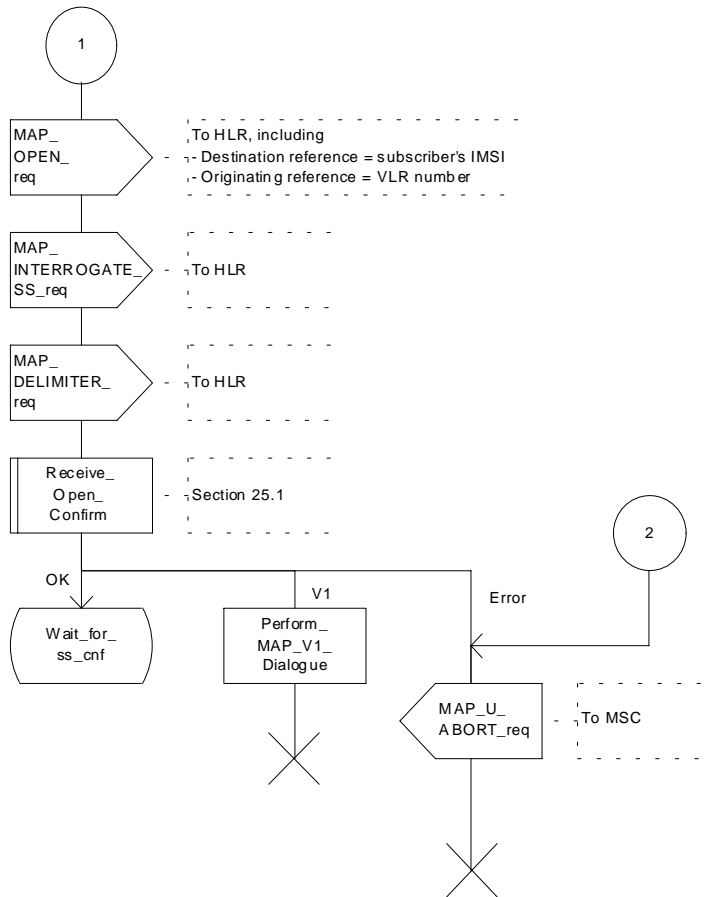 1
MAP_
OPEN_
req
To HLR, including
- Destination reference = subscriber's IMSI
- Originating reference = VLR number
MAP_
INTERROGATE_
SS_req
To HLR
MAP_
DELIMITER_
req
To HLR
Receive_
Open_
Confirm
Section 25.1
2
OK
V1
Error
Wait_for_
ss_cnf
Perform_
MAP_V1_
Dialogue
MAP_U_
ABORT_req
To MSC